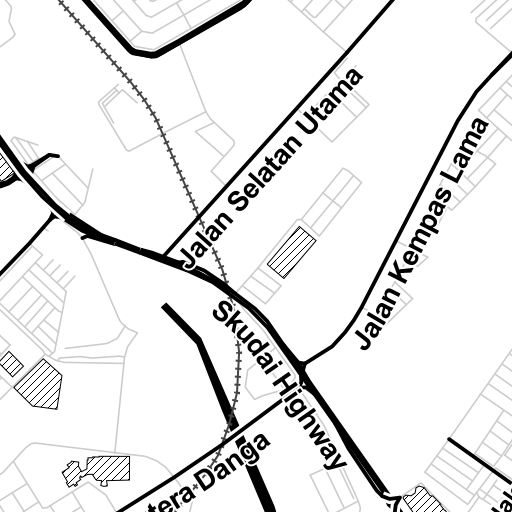 Jalan Selatan Utama
Jalan Kempas Lama
Skudai Highway
tera Danga